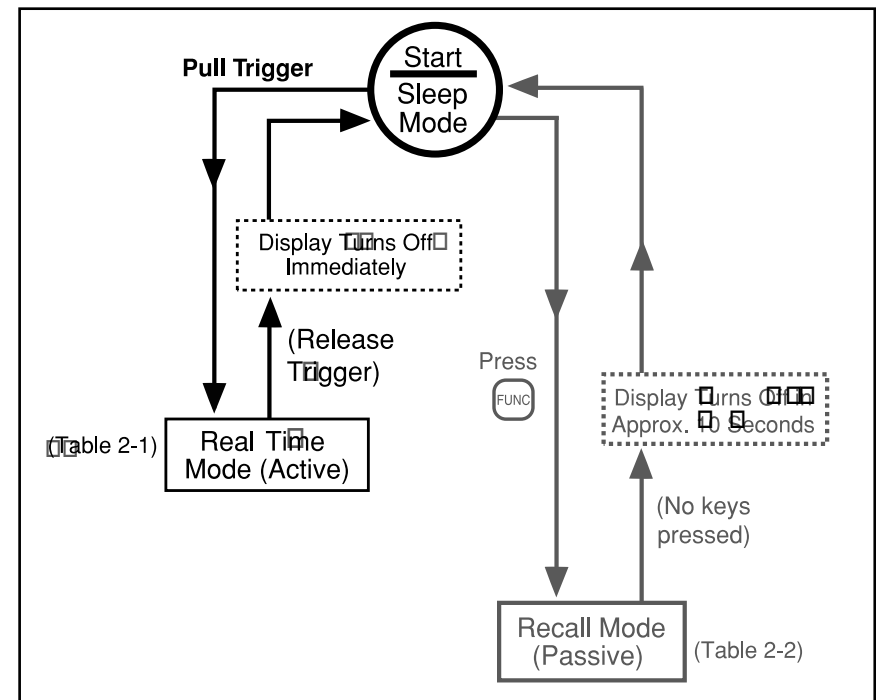 Pull Trigger
Start
Sleep
Mode
Display Turns Off
Immediately
(Release
Trigger)
Press
FUNC
Display Turns Off in
Approx. 10 Seconds
(Table 2-1)
Real Time
Mode (Active)
(No keys
pressed)
Recall Mode
(Passive)
(Table 2-2)